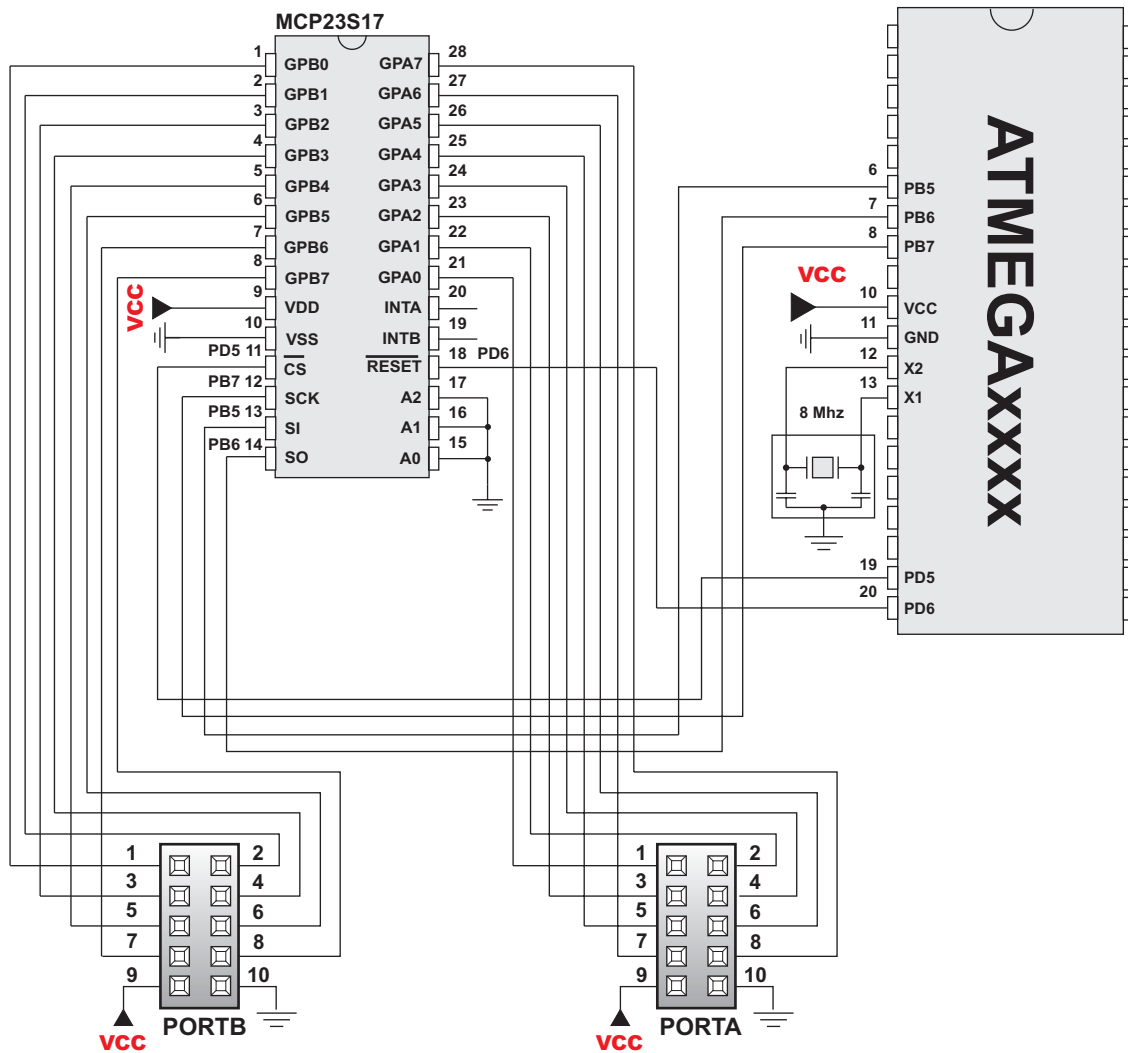 MCP23S17
1 GPB0 GPA7 28
2 GPB1 GPA6 27
3 GPB2 GPA5 26
4 GPB3 GPA4 25
5 GPB4 GPA3 24
6 GPB5 GPA2 23
7 GPB6 GPA1 22
8 GPB7 GPA0 21
VCC 9 VDD INTA 20
10 VSS INTB 19
PD5 11 CS RESET 18 PD6
PB7 12 SCK A2 17
PB5 13 SI A1 16
PB6 14 SO A0 15
ATMEGAxxxx
6 PB5
7 PB6
8 PB7
VCC
10 VCC
11 GND
12 X2
13 X1
8 Mhz
19 PD5
20 PD6
1 2
3 4
5 6
7 8
9 10
VCC PORTB
1 2
3 4
5 6
7 8
9 10
VCC PORTA